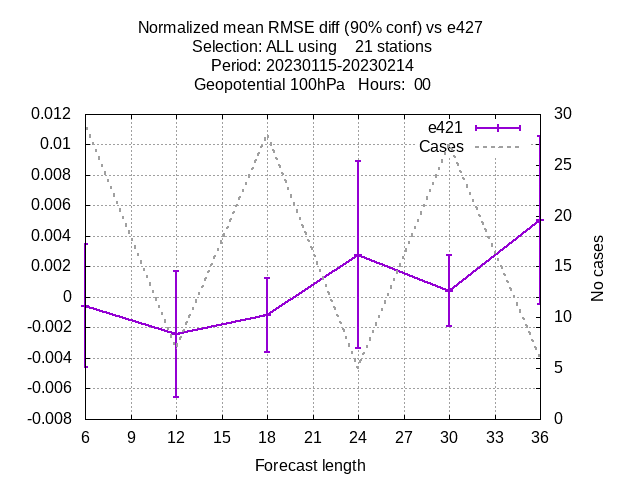 Normalized mean RMSE diff (90% conf) vs e427
Selection: ALL using    21 stations
Period: 20230115-20230214
Geopotential 100hPa   Hours:  00
0.012
0.01
0.008
0.006
0.004
0.002
0
-0.002
-0.004
-0.006
-0.008
e421
Cases
30
25
20
15
10
5
0
No cases
6 9 12 15 18 21 24 27 30 33 36
Forecast length